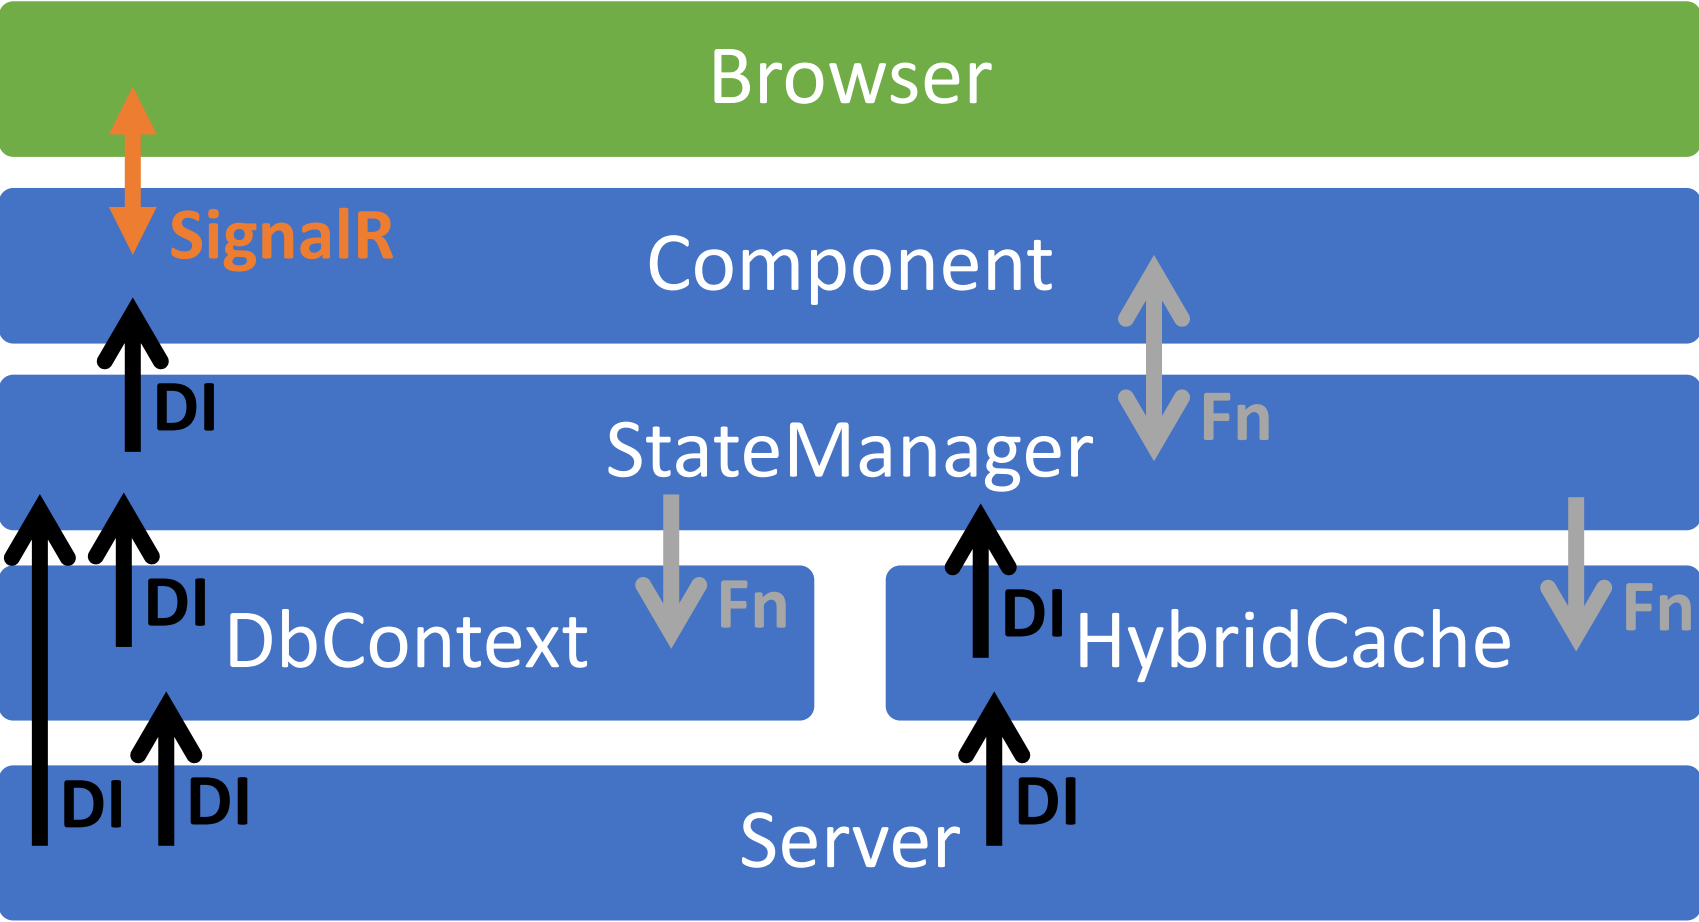 Browser
SignalR
Component
DI
StateManager
Fn
DI
DbContext
Fn
DI
HybridCache
Fn
DI
DI
Server
DI